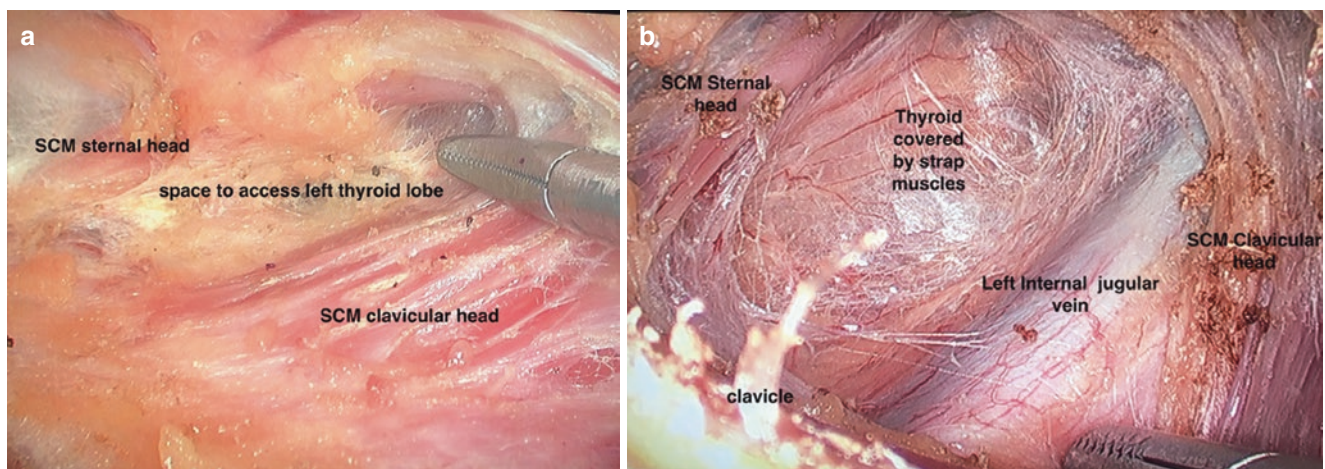 a
SCM sternal head
space to access left thyroid lobe
SCM clavicular head
b
SCM Sternal
head
Thyroid
covered
by strap
muscles
SCM Clavicular
head
Left Internal jugular
vein
clavicle